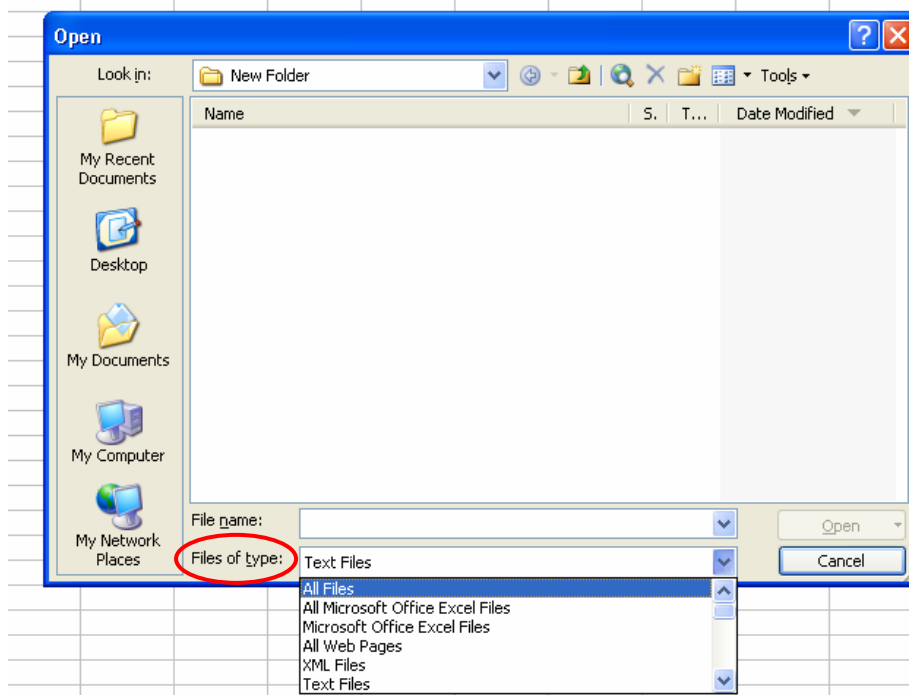 Open
Look in:
New Folder
Tools
Name
S.
T...
Date Modified
My Recent
Documents
Desktop
My Documents
My Computer
My Network
Places
File name:
Open
Files of type:
Text Files
Cancel
All Files
All Microsoft Office Excel Files
Microsoft Office Excel Files
All Web Pages
XML Files
Text Files